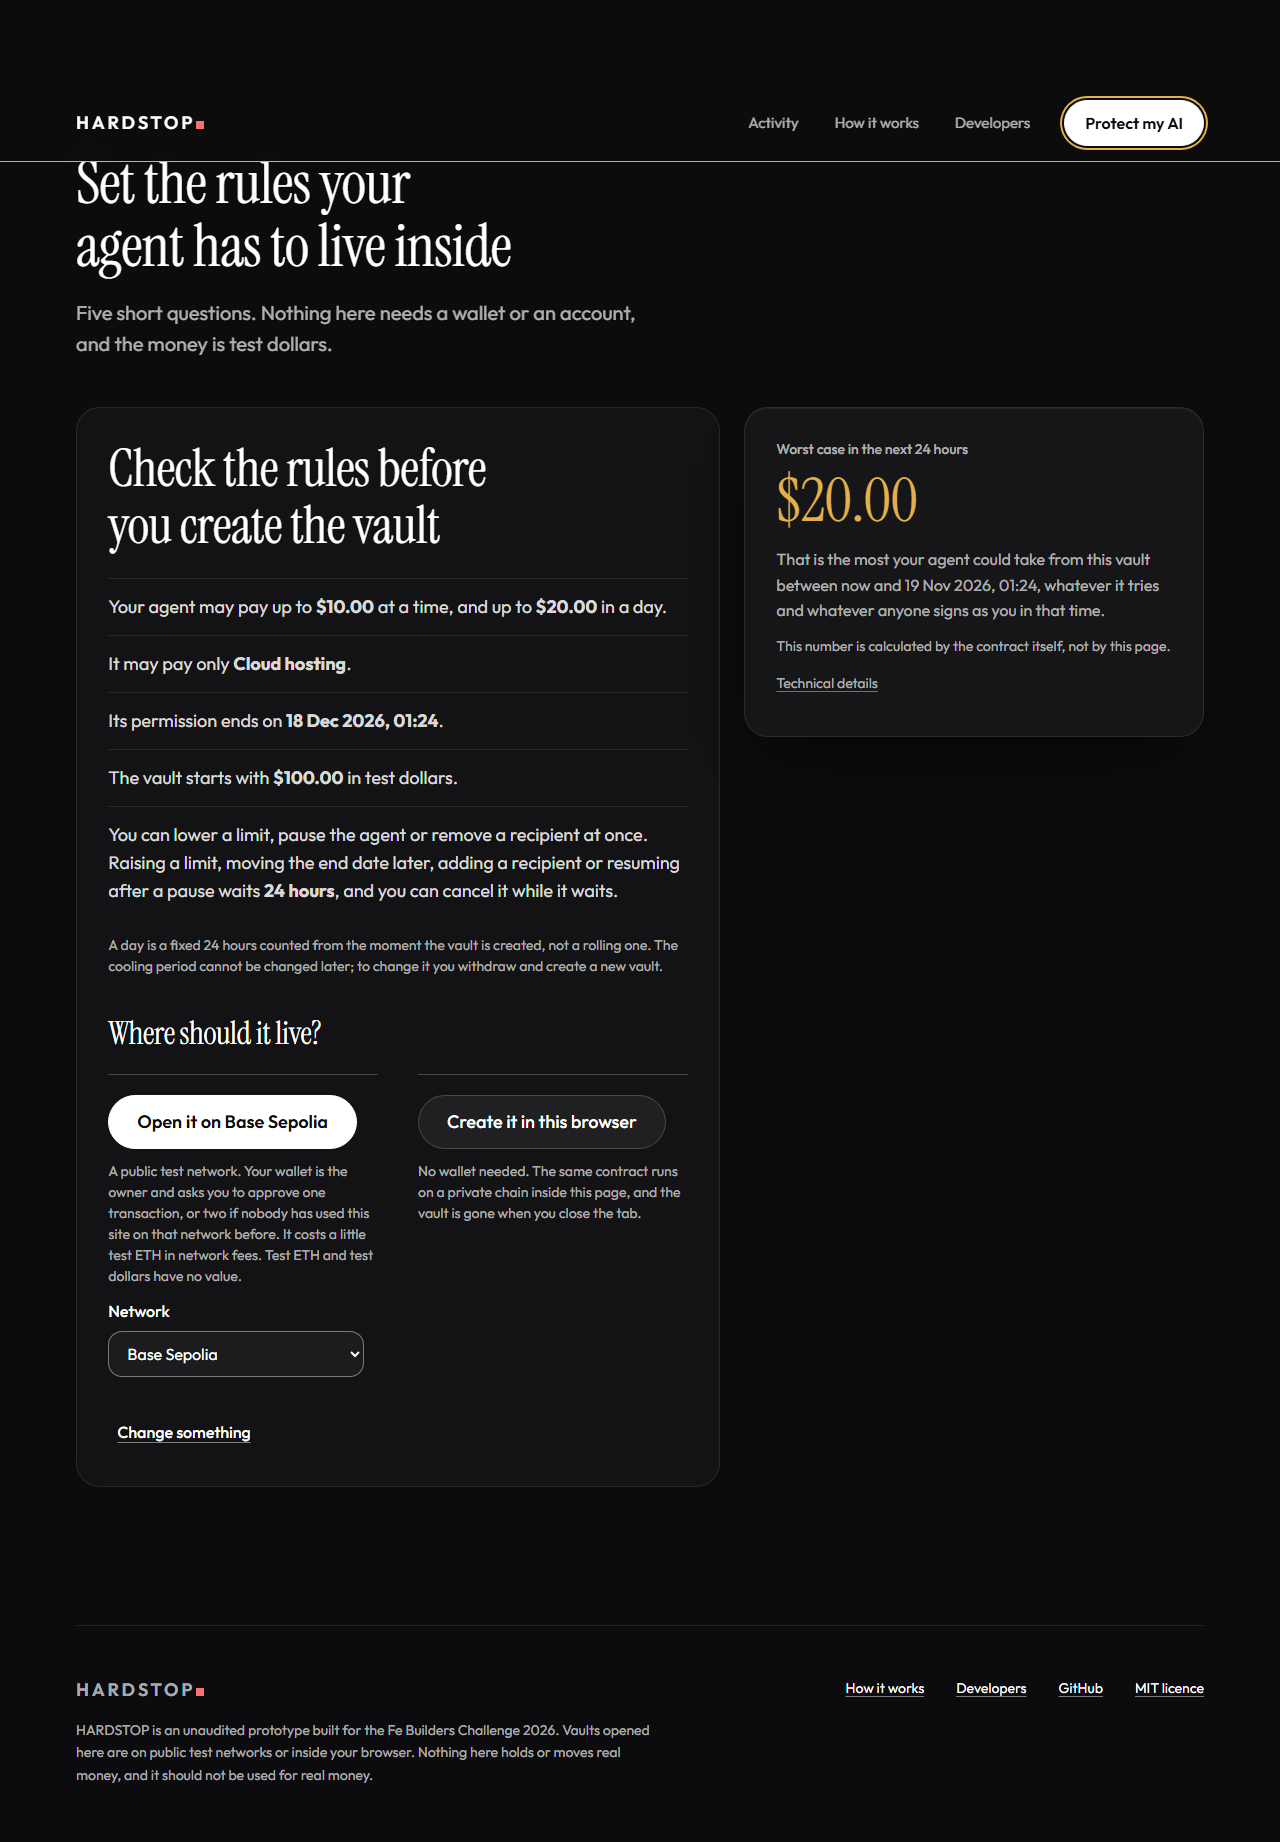 HARDSTOP
Activity
How it works
Developers
Protect my AI
Set the rules your
agent has to live inside
Five short questions. Nothing here needs a wallet or an account,
and the money is test dollars.
Check the rules before
you create the vault
Your agent may pay up to $10.00 at a time, and up to $20.00 in a day.
It may pay only Cloud hosting.
Its permission ends on 18 Dec 2026, 01:24.
The vault starts with $100.00 in test dollars.
You can lower a limit, pause the agent or remove a recipient at once.
Raising a limit, moving the end date later, adding a recipient or resuming
after a pause waits 24 hours, and you can cancel it while it waits.
A day is a fixed 24 hours counted from the moment the vault is created, not a rolling one. The
cooling period cannot be changed later; to change it you withdraw and create a new vault.
Where should it live?
Open it on Base Sepolia
A public test network. Your wallet is the
owner and asks you to approve one
transaction, or two if nobody has used this
site on that network before. It costs a little
test ETH in network fees. Test ETH and test
dollars have no value.
Network
Base Sepolia
Create it in this browser
No wallet needed. The same contract runs
on a private chain inside this page, and the
vault is gone when you close the tab.
Change something
Worst case in the next 24 hours
$20.00
That is the most your agent could take from this vault
between now and 19 Nov 2026, 01:24, whatever it tries
and whatever anyone signs as you in that time.
This number is calculated by the contract itself, not by this page.
Technical details
HARDSTOP
How it works
Developers
GitHub
MIT licence
HARDSTOP is an unaudited prototype built for the Fe Builders Challenge 2026. Vaults opened
here are on public test networks or inside your browser. Nothing here holds or moves real
money, and it should not be used for real money.